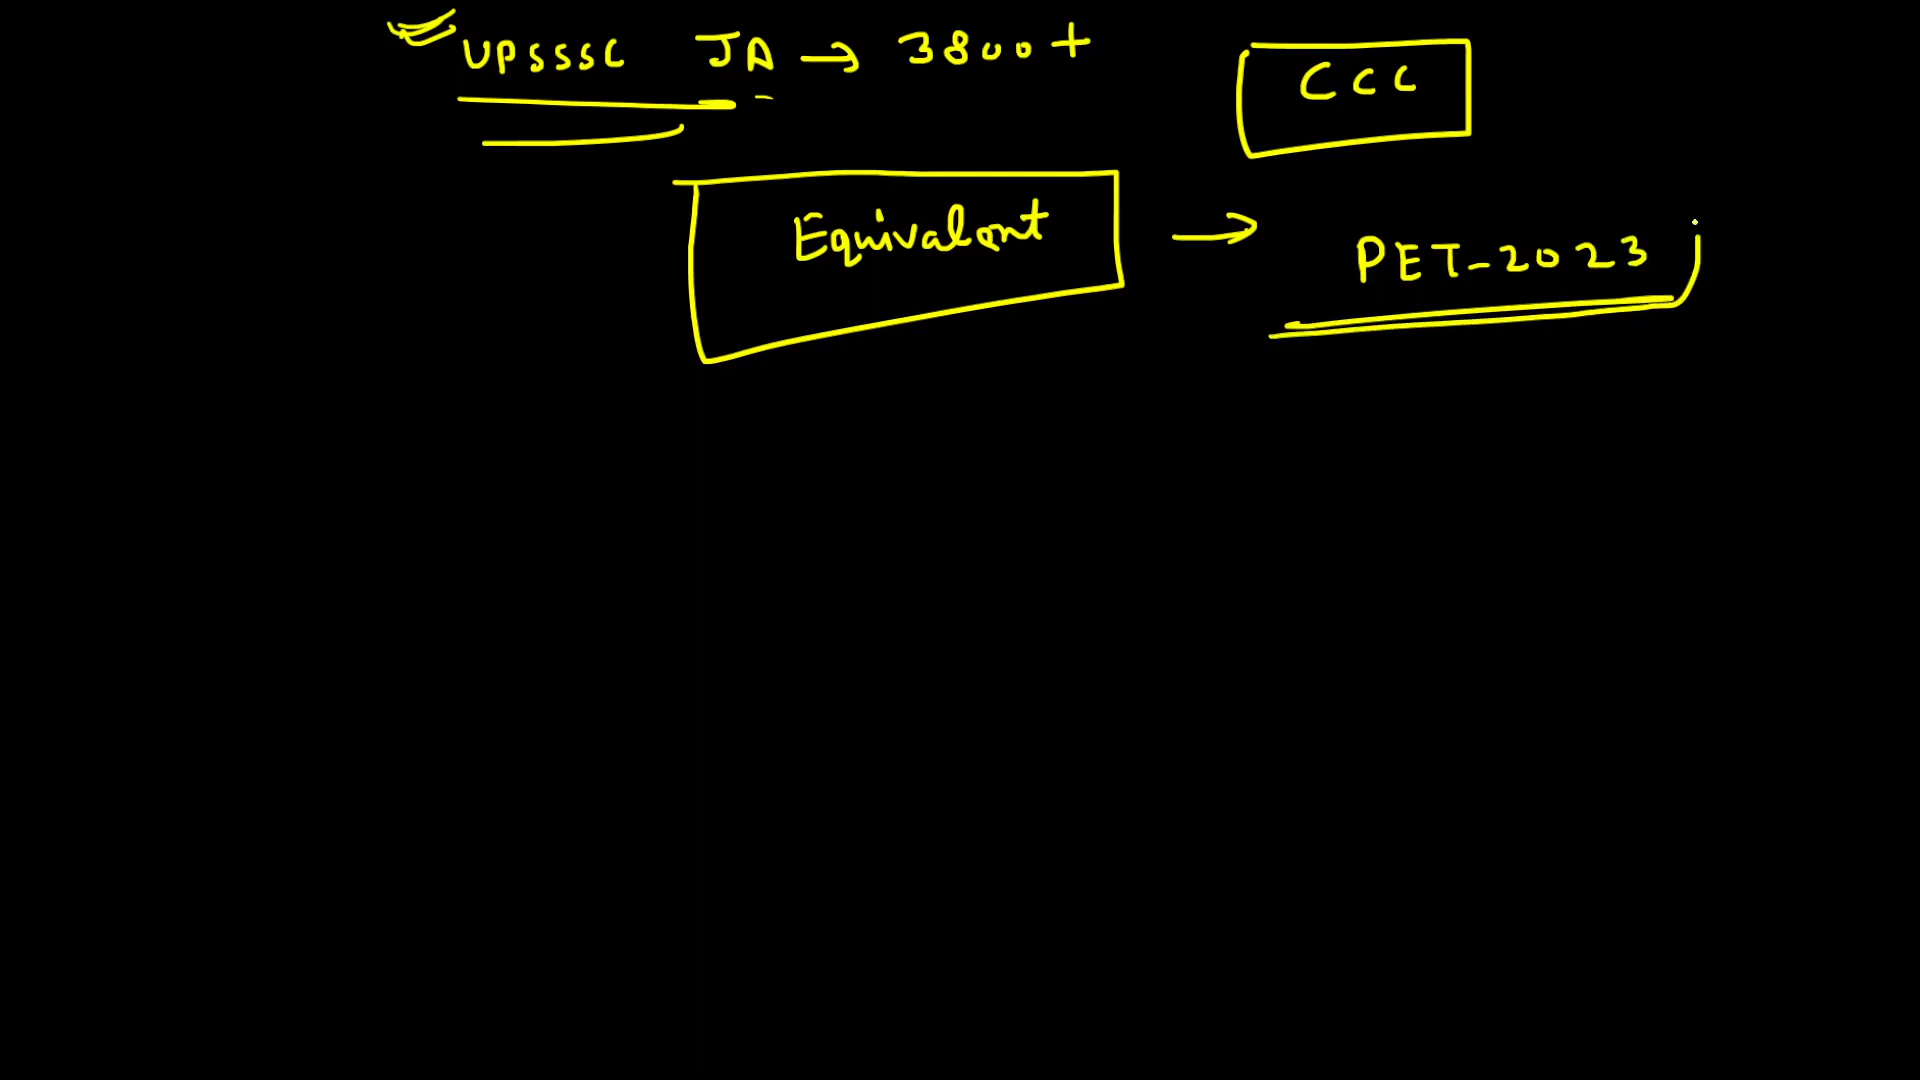 UPSSSC JA → 3800+
CCC
Equivalent → PET-2023